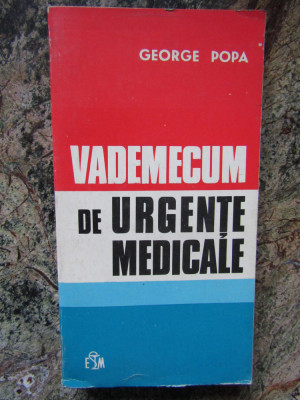 GEORGE POPA
VADEMECUM
DE URGENȚE
MEDICALE
E M